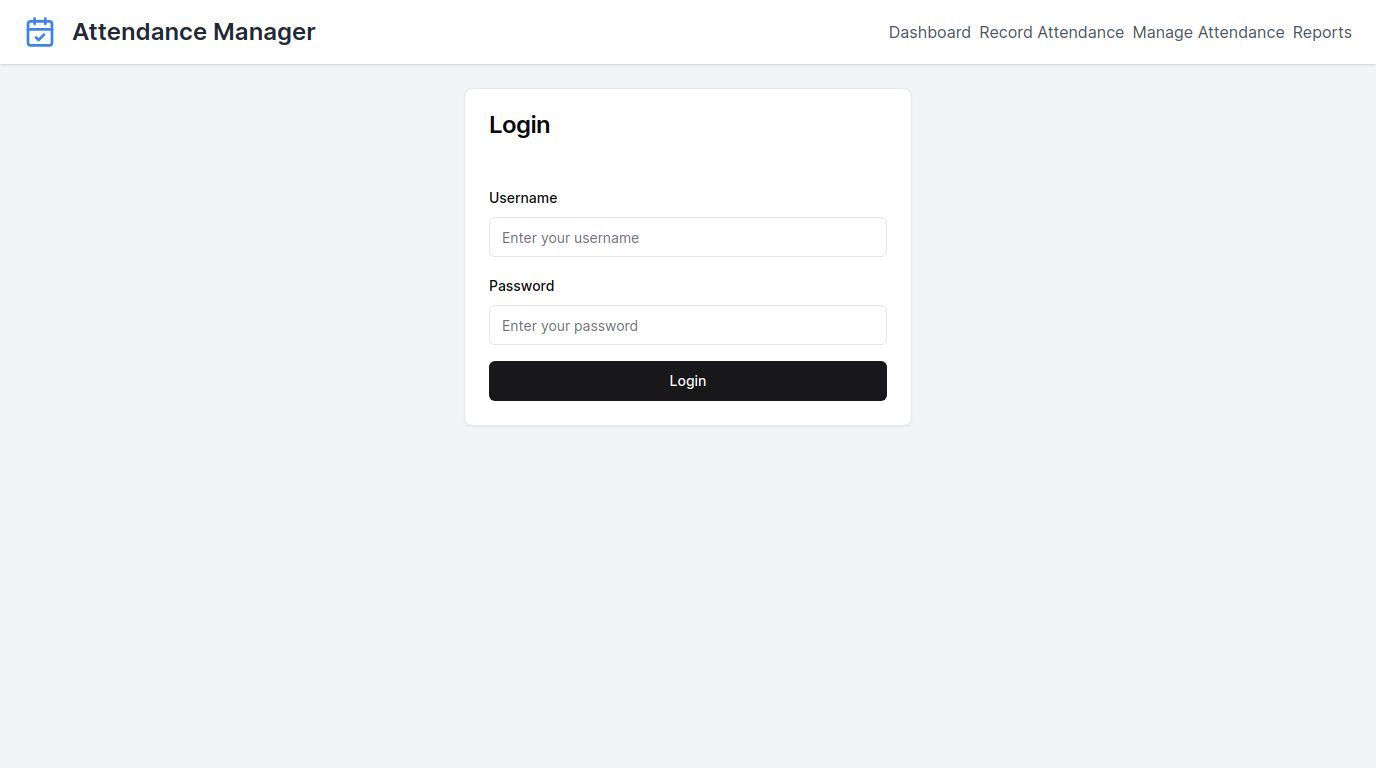 Attendance Manager
Dashboard Record Attendance Manage Attendance Reports
Login
Username
Enter your username
Password
Enter your password
Login